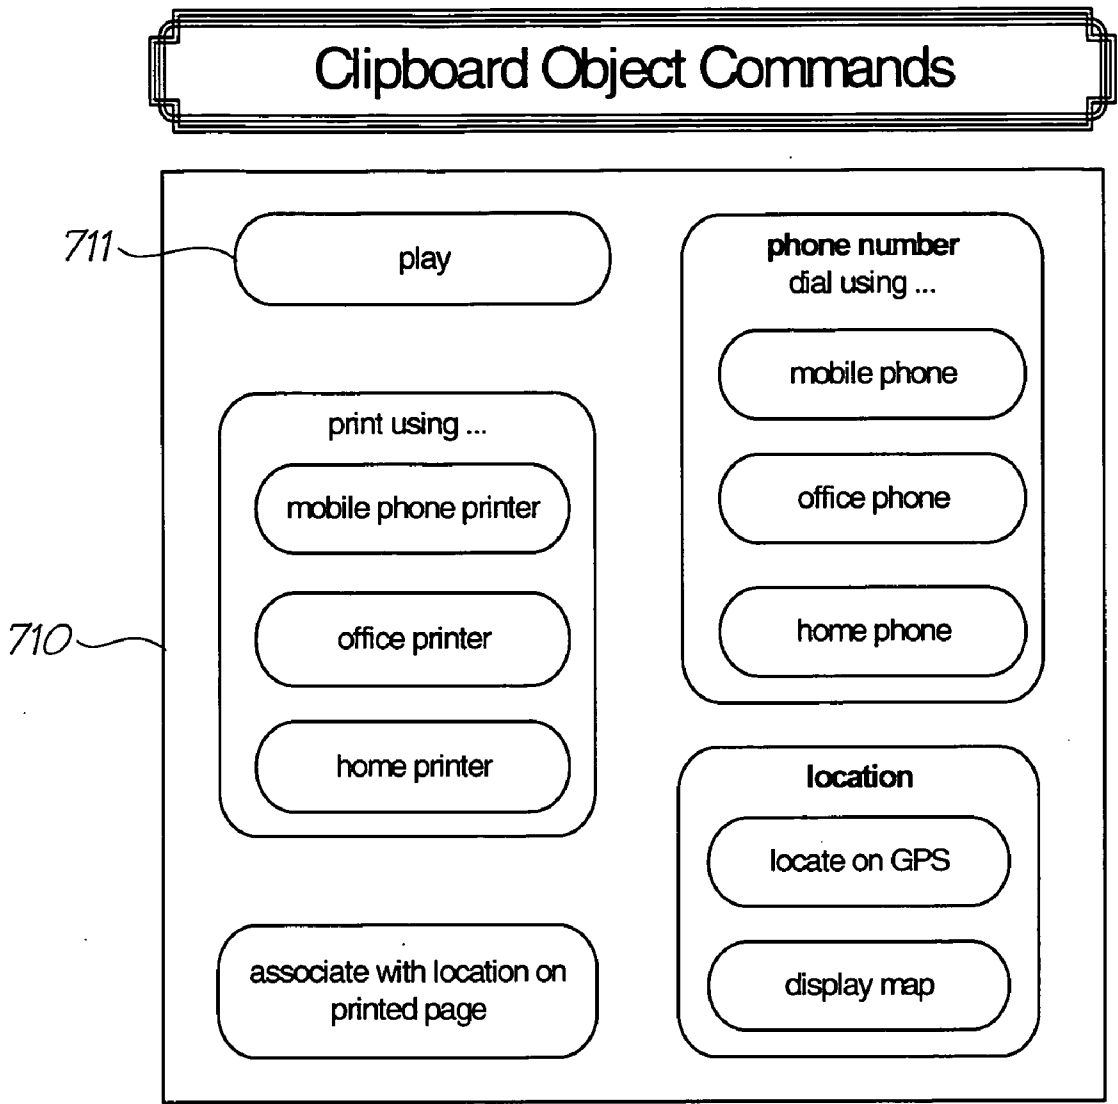 Clipboard Object Commands
711
play
print using ...
mobile phone printer
office printer
home printer
710
associate with location on
printed page
phone number
dial using ...
mobile phone
office phone
home phone
location
locate on GPS
display map